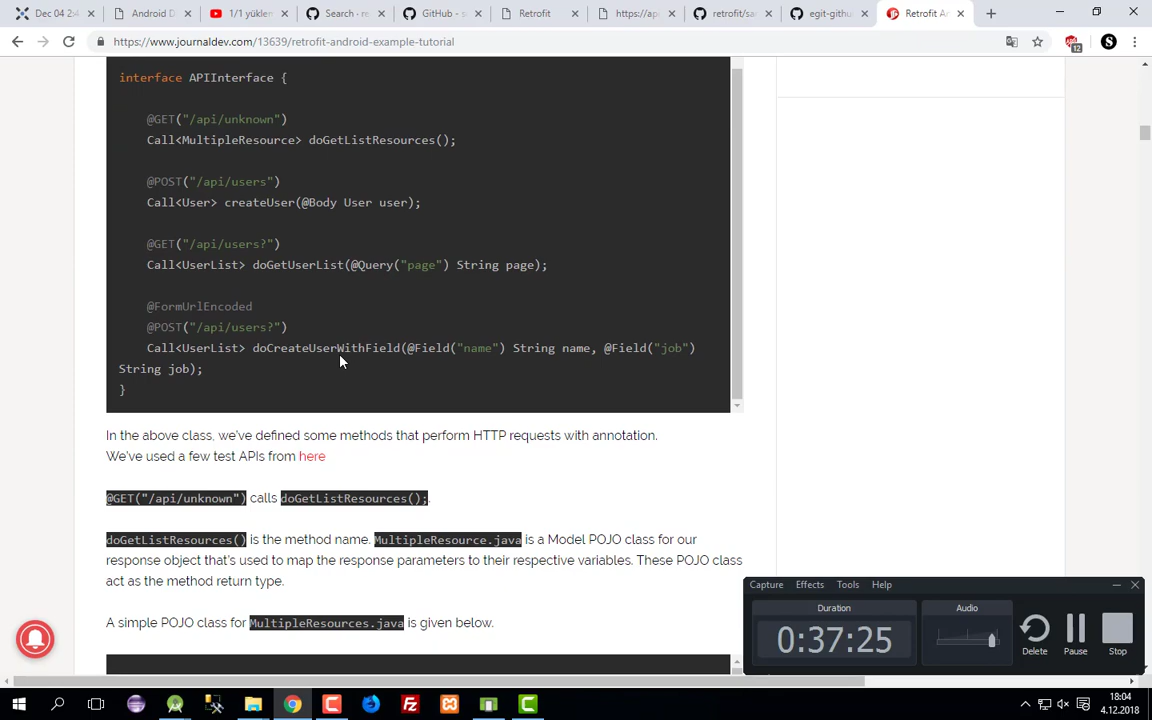 Dec 04 2x4
Android D
1/1 yüklen
Search · re
GitHub - s
Retrofit
https://api
retrofit/sa
egit-githu
Retrofit A
https://www.journaldev.com/13639/retrofit-android-example-tutorial
12
interface APIInterface {
@GET("/api/unknown")
Call<MultipleResource> doGetListResources();
@POST("/api/users")
Call<User> createUser(@Body User user);
@GET("/api/users?")
Call<UserList> doGetUserList(@Query("page") String page);
@FormUrlEncoded
@POST("/api/users?")
Call<UserList> doCreateUserWithField(@Field("name") String name, @Field("job")
String job);
}
In the above class, we've defined some methods that perform HTTP requests with annotation.
We've used a few test APIs from here
@GET("/api/unknown") calls doGetListResources();.
doGetListResources() is the method name. MultipleResource.java is a Model POJO class for our
response object that's used to map the response parameters to their respective variables. These POJO class
act as the method return type.
A simple POJO class for MultipleResources.java is given below.
Capture Effects Tools Help
Duration
Audio
0:37:25
Delete Pause Stop
18:04
4.12.2018